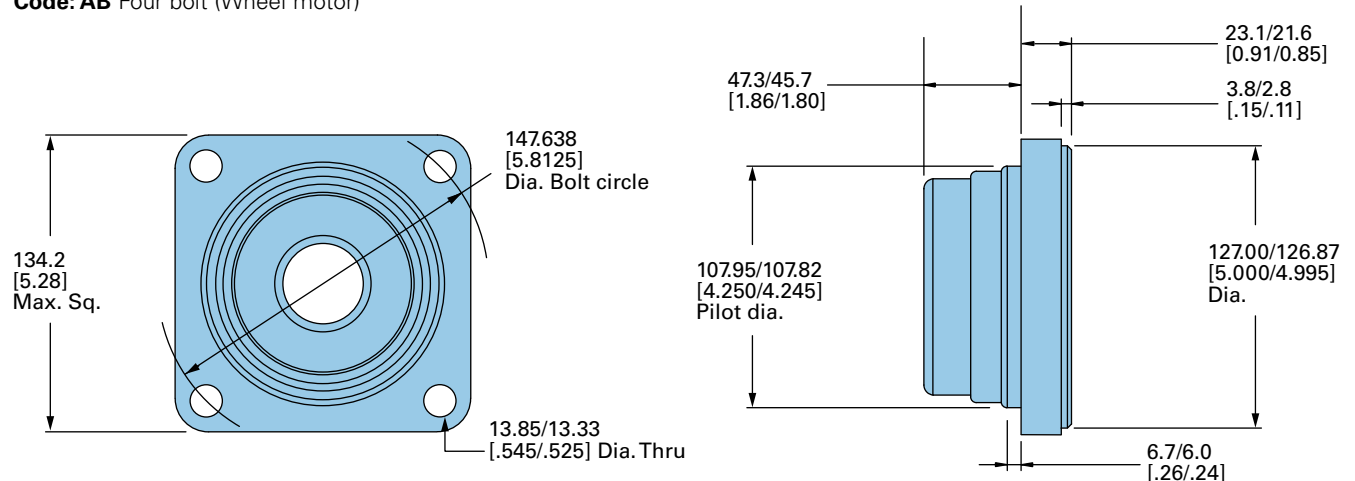 Code: AB Four bolt (Wheel motor)
147.638
[5.8125]
Dia. Bolt circle
134.2
[5.28]
Max. Sq.
13.85/13.33
[.545/.525] Dia. Thru
47.3/45.7
[1.86/1.80]
23.1/21.6
[0.91/0.85]
3.8/2.8
[.15/.11]
107.95/107.82
[4.250/4.245]
Pilot dia.
127.00/126.87
[5.000/4.995]
Dia.
6.7/6.0
[.26/.24]